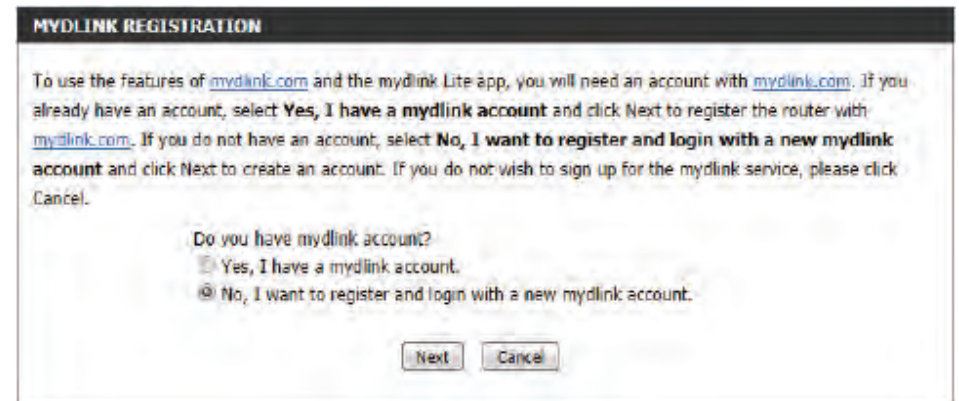 MYDLINK REGISTRATION
To use the features of mydlink.com and the mydlink Lite app, you will need an account with mydlink.com. If you
already have an account, select Yes, I have a mydlink account and click Next to register the router with
mydlink.com. If you do not have an account, select No, I want to register and login with a new mydlink
account and click Next to create an account. If you do not wish to sign up for the mydlink service, please click
Cancel.
Do you have mydlink account?
Yes, I have a mydlink account.
No, I want to register and login with a new mydlink account.
Next Cancel